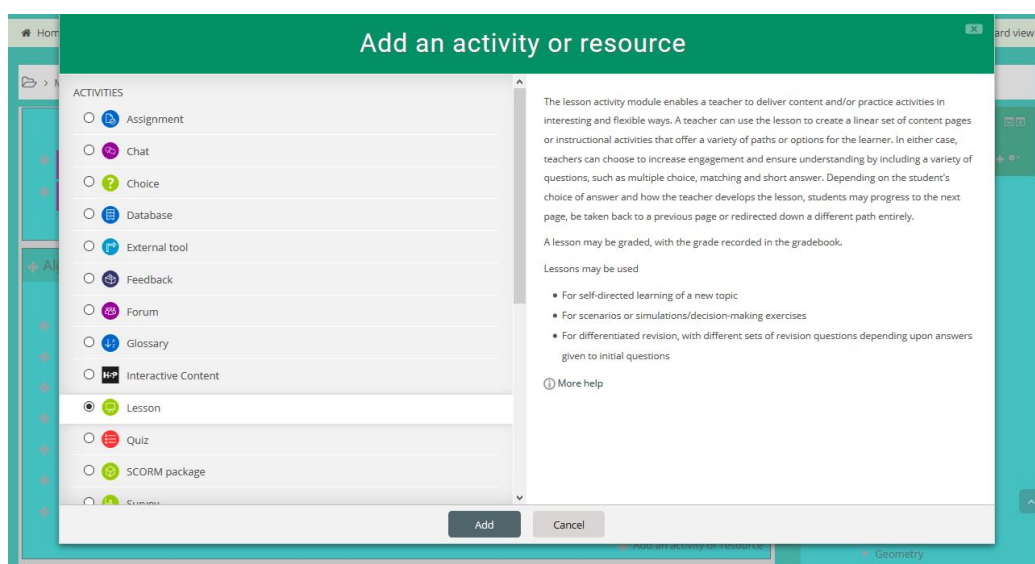 Hom
Add an activity or resource
ard view
ACTIVITIES
Assignment
Chat
Choice
Database
External tool
Feedback
Forum
Glossary
H-P Interactive Content
Lesson
Quiz
SCORM package
Survey
The lesson activity module enables a teacher to deliver content and/or practice activities in
interesting and flexible ways. A teacher can use the lesson to create a linear set of content pages
or instructional activities that offer a variety of paths or options for the learner. In either case,
teachers can choose to increase engagement and ensure understanding by including a variety of
questions, such as multiple choice, matching and short answer. Depending on the student's
choice of answer and how the teacher develops the lesson, students may progress to the next
page, be taken back to a previous page or redirected down a different path entirely.
A lesson may be graded, with the grade recorded in the gradebook.
Lessons may be used
• For self-directed learning of a new topic
• For scenarios or simulations/decision-making exercises
• For differentiated revision, with different sets of revision questions depending upon answers
given to initial questions
More help
Add
Cancel
Add an activity or resource
Geometry